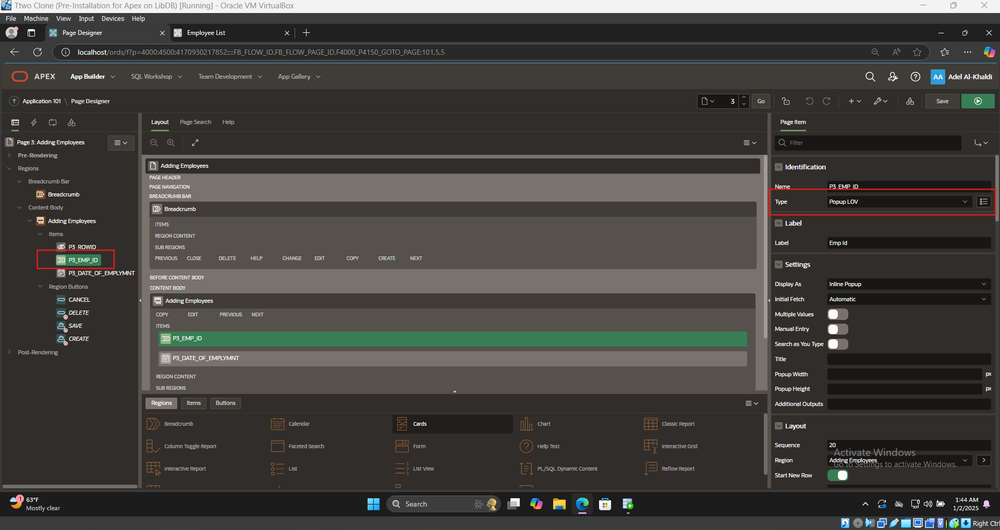 Ttwo Clone (Pre-Installation for Apex on LibDB) [Running] - Oracle VM VirtualBox
File Machine View Input Devices Help
Page Designer
Employee List
localhost/ords/f?p=4000:4500:4170930217852::::FB_FLOW_ID,FB_FLOW_PAGE_ID,F4000_P4150_GOTO_PAGE:101,5,5
APEX App Builder SQL Workshop Team Development App Gallery AA Adel Al-Khaldi
Application 101 \ Page Designer 3 Go Save
Page 3: Adding Employees
Pre-Rendering
Regions
Breadcrumb Bar
Breadcrumb
Content Body
Adding Employees
Items
P3_ROWID
P3_EMP_ID
P3_DATE_OF_EMPLYMNT
Region Buttons
CANCEL
DELETE
SAVE
CREATE
Post-Rendering
Layout Page Search Help
Adding Employees
PAGE HEADER
PAGE NAVIGATION
BREADCRUMB BAR
Breadcrumb
ITEMS
REGION CONTENT
SUB REGIONS
PREVIOUS CLOSE DELETE HELP CHANGE EDIT COPY CREATE NEXT
BEFORE CONTENT BODY
CONTENT BODY
Adding Employees
COPY EDIT PREVIOUS NEXT
ITEMS
P3_EMP_ID
P3_DATE_OF_EMPLYMNT
REGION CONTENT
SUB REGIONS
Regions Items Buttons
Breadcrumb Calendar Cards Chart Classic Report
Column Toggle Report Faceted Search Form Help Text Interactive Grid
Interactive Report List List View PL/SQL Dynamic Content Reflow Report
Page Item
Filter
Identification
Name P3_EMP_ID
Type Popup LOV
Label
Label Emp Id
Settings
Display As Inline Popup
Initial Fetch Automatic
Multiple Values
Manual Entry
Search as You Type
Title
Popup Width px
Popup Height px
Additional Outputs
Layout
Sequence 20
Region Adding Employees
Start New Row
Activate Windows
Go to Settings to activate Windows.
1
63°F
Mostly clear
Search
1:44 AM
1/2/2025
Right Ctrl